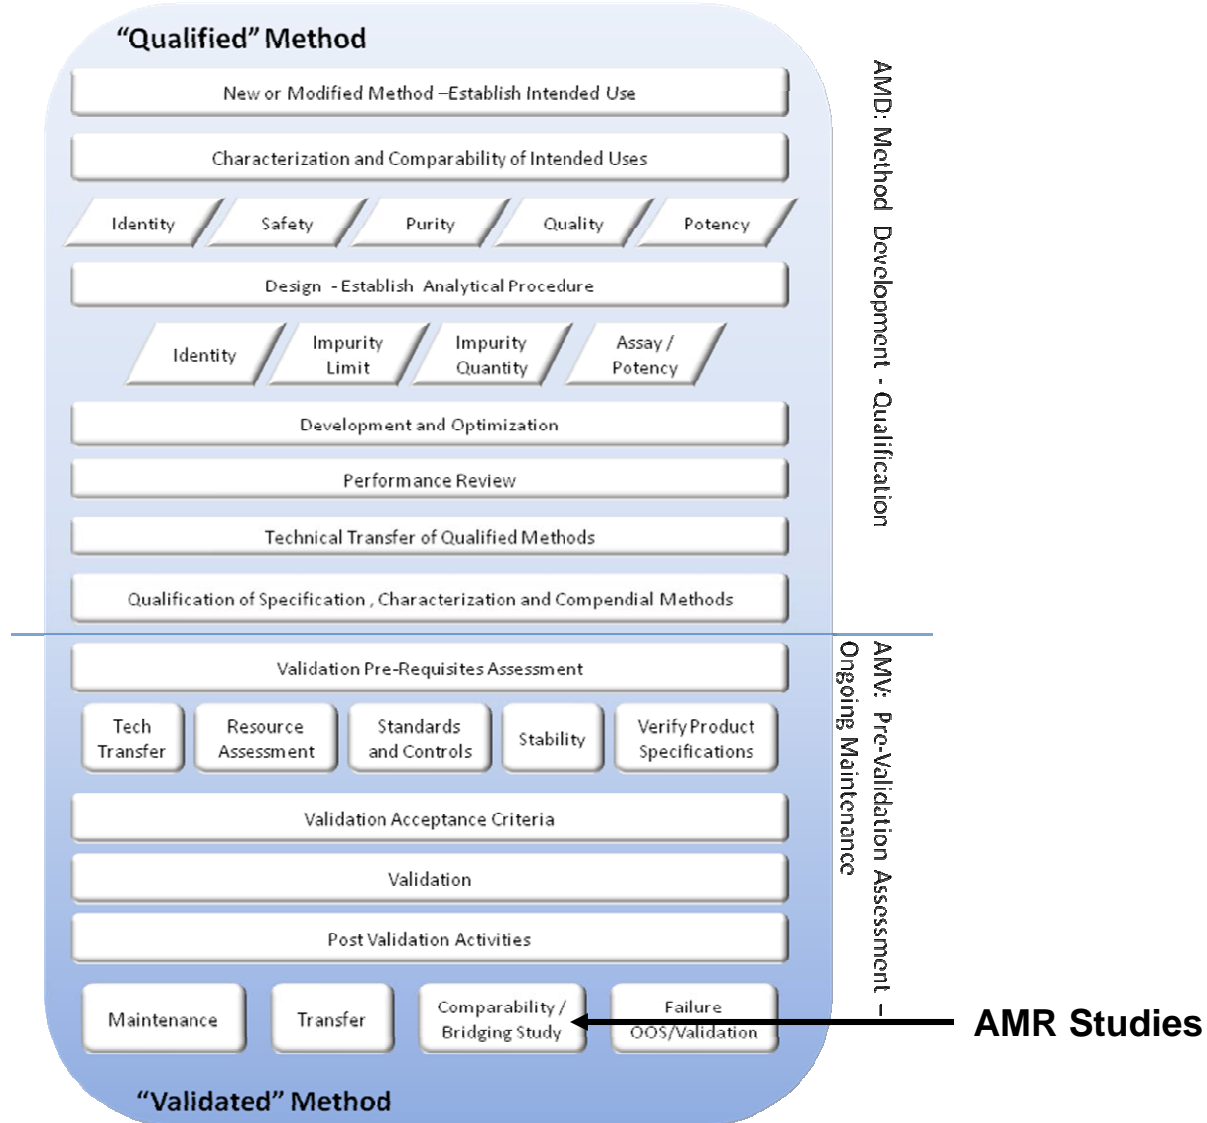 “Qualified” Method
New or Modified Method –Establish Intended Use
Characterization and Comparability of Intended Uses
Identity
Safety
Purity
Quality
Potency
Design - Establish Analytical Procedure
Identity
Impurity
Limit
Impurity
Quantity
Assay /
Potency
Development and Optimization
Performance Review
Technical Transfer of Qualified Methods
Qualification of Specification , Characterization and Compendial Methods
AMD: Method Development - Qualification
Validation Pre-Requisites Assessment
Tech
Transfer
Resource
Assessment
Standards
and Controls
Stability
Verify Product
Specifications
Validation Acceptance Criteria
Validation
Post Validation Activities
Maintenance
Transfer
Comparability /
Bridging Study
Failure
OOS/Validation
AMV: Pre-Validation Assessment –
Ongoing Maintenance
AMR Studies
“Validated” Method